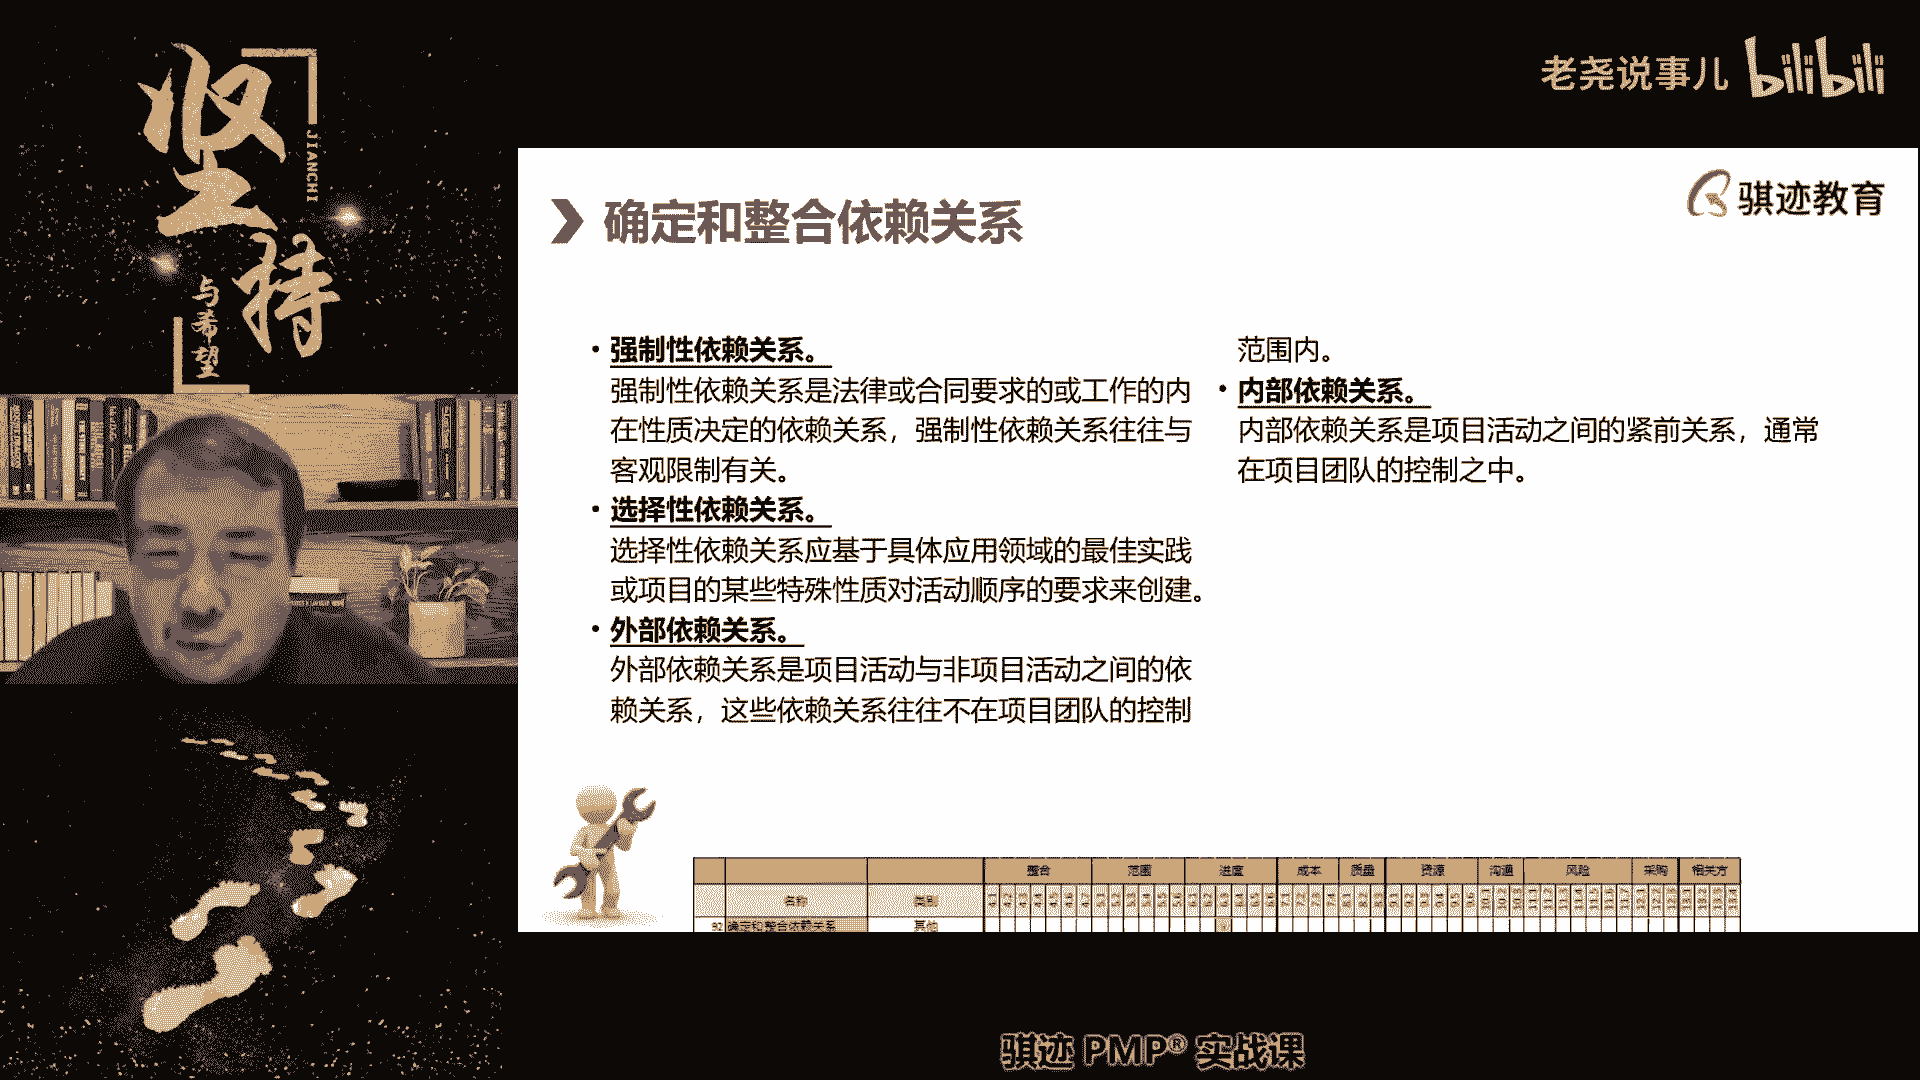 坚持
JIANCHI
与希望
老尧说事儿 bilibili
骐迹教育
确定和整合依赖关系
• 强制性依赖关系。
强制性依赖关系是法律或合同要求的或工作的内
在性质决定的依赖关系，强制性依赖关系往往与
客观限制有关。
• 选择性依赖关系。
选择性依赖关系应基于具体应用领域的最佳实践
或项目的某些特殊性质对活动顺序的要求来创建。
• 外部依赖关系。
外部依赖关系是项目活动与非项目活动之间的依
赖关系，这些依赖关系往往不在项目团队的控制
范围内。
• 内部依赖关系。
内部依赖关系是项目活动之间的紧前关系，通常
在项目团队的控制之中。
整合 范围 进度 成本 质量 资源 沟通 风险 采购 相关方
名称 类别
92 确定和整合依赖关系 其他
骐迹 PMP® 实战课